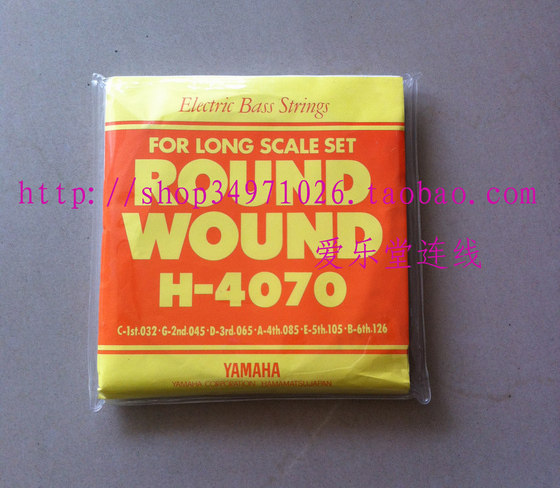 Electric Bass Strings
FOR LONG SCALE SET
ROUND
http://shop34971026.taobao.com
WOUND
爱乐堂连线
H-4070
C-1st.032·G-2nd.045·D-3rd.065·A-4th.085·E-5th.105·B-6th.126
YAMAHA
YAMAHA CORPORATION HAMAMATSU JAPAN